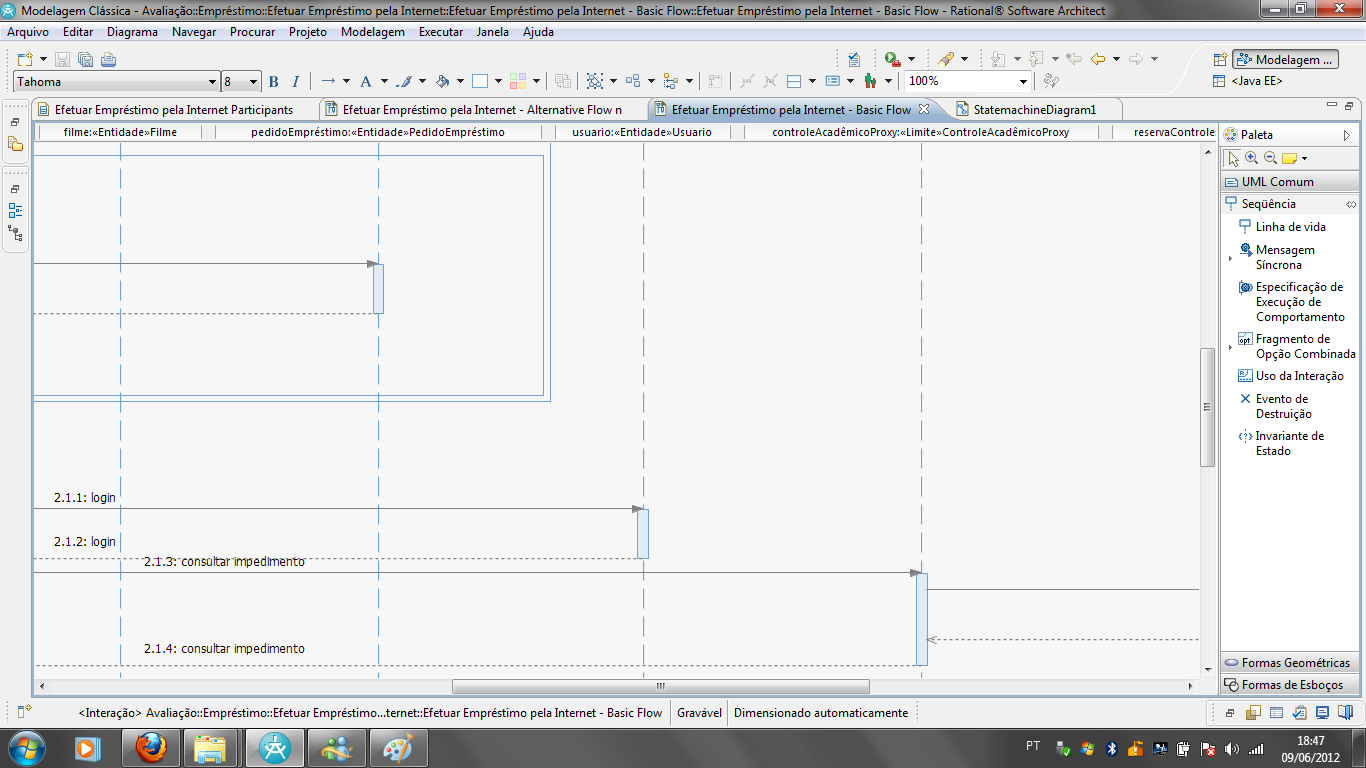 Modelagem Clássica - Avaliação::Empréstimo::Efetuar Empréstimo pela Internet::Efetuar Empréstimo pela Internet - Basic Flow::Efetuar Empréstimo pela Internet - Basic Flow - Rational® Software Architect
Arquivo Editar Diagrama Navegar Procurar Projeto Modelagem Executar Janela Ajuda
Modelagem ...
Tahoma 8 B I A 100% <Java EE>
Efetuar Empréstimo pela Internet Participants Efetuar Empréstimo pela Internet - Alternative Flow n Efetuar Empréstimo pela Internet - Basic Flow StatemachineDiagram1
filme:«Entidade»Filme pedidoEmpréstimo:«Entidade»PedidoEmpréstimo usuario:«Entidade»Usuario controleAcadêmicoProxy:«Limite»ControleAcadêmicoProxy reservaControle:
Paleta
UML Comum
Seqüência
Linha de vida
Mensagem
Síncrona
Especificação de
Execução de
Comportamento
opt Fragmento de
Opção Combinada
Uso da Interação
Evento de
Destruição
Invariante de
Estado
2.1.1: login
2.1.2: login
2.1.3: consultar impedimento
2.1.4: consultar impedimento
Formas Geométricas
Formas de Esboços
<Interação> Avaliação::Empréstimo::Efetuar Empréstimo...ternet::Efetuar Empréstimo pela Internet - Basic Flow Gravável Dimensionado automaticamente
PT 18:47
09/06/2012